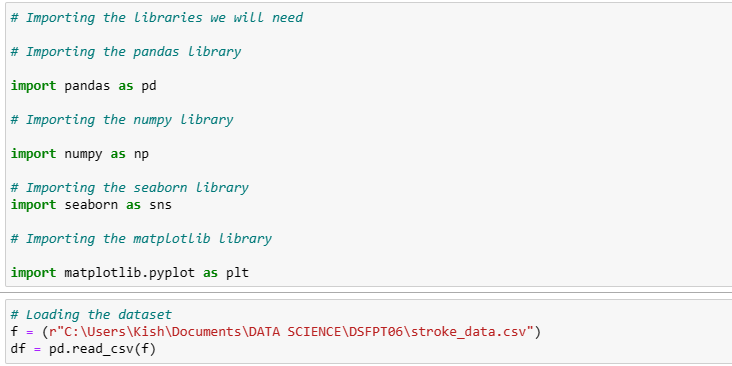 # Importing the libraries we will need
# Importing the pandas library
import pandas as pd
# Importing the numpy library
import numpy as np
# Importing the seaborn library
import seaborn as sns
# Importing the matplotlib library
import matplotlib.pyplot as plt
# Loading the dataset
f = (r"C:\Users\Kish\Documents\DATA SCIENCE\DSFPT06\stroke_data.csv")
df = pd.read_csv(f)